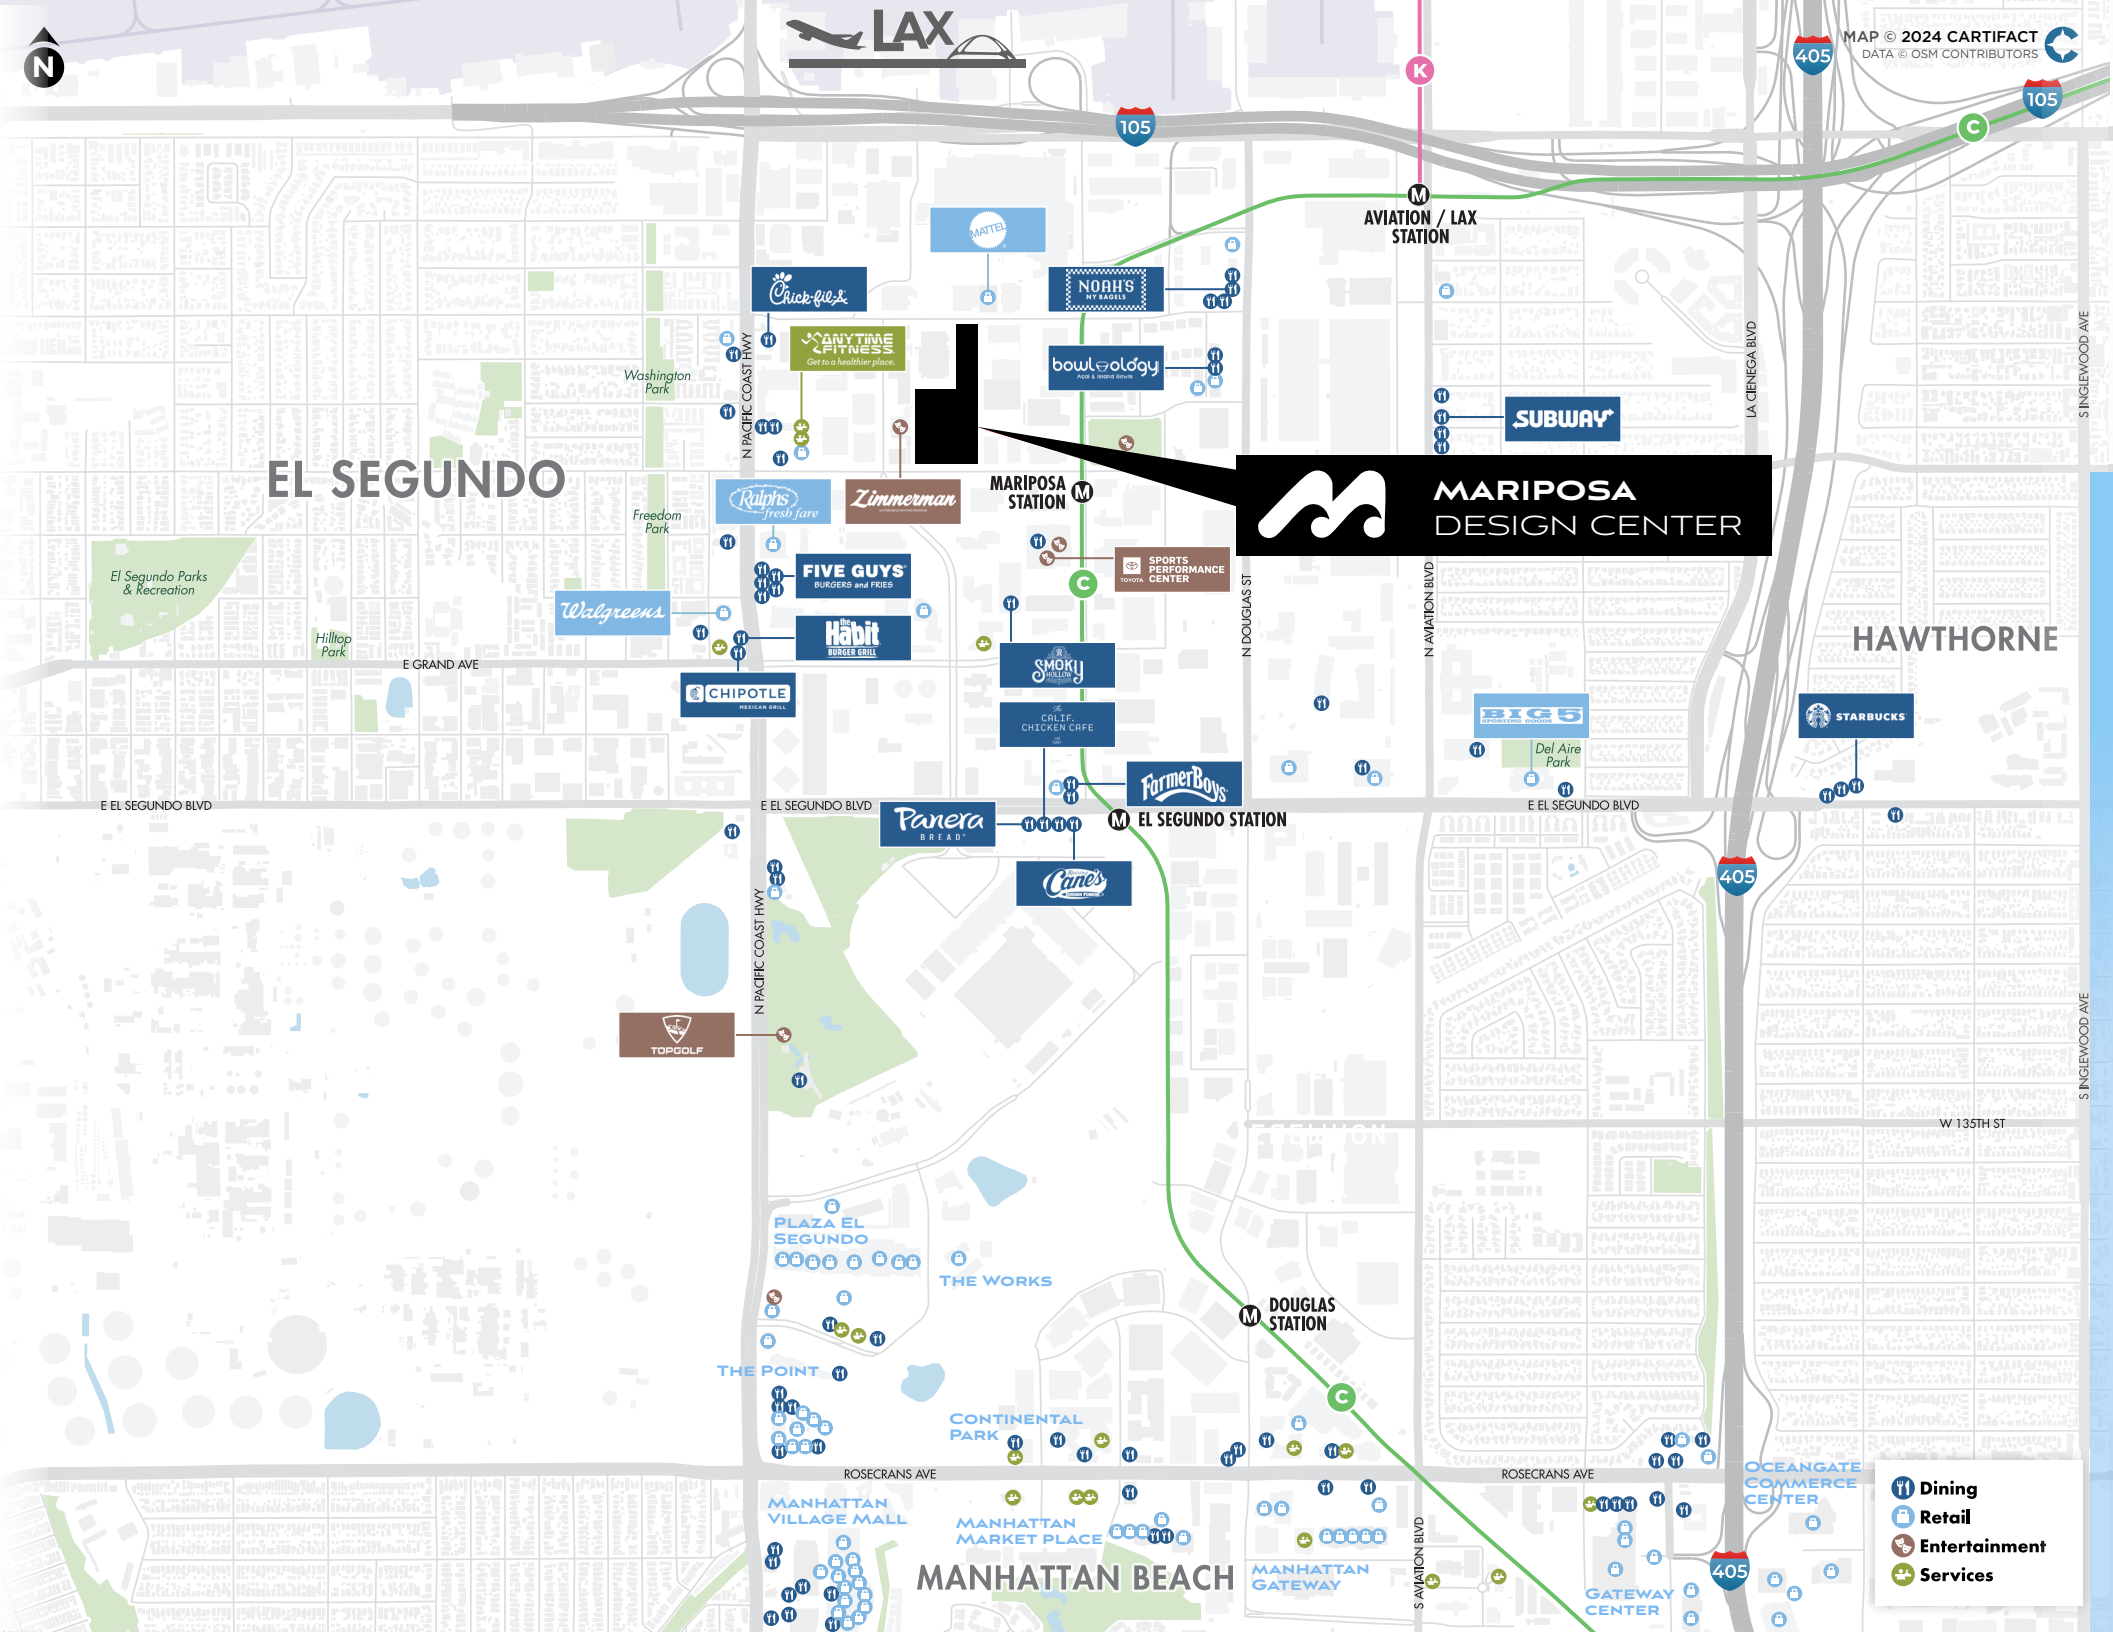 N
LAX
K
405
MAP © 2024 CARTIFACT
DATA © OSM CONTRIBUTORS
105
105
C
M
AVIATION / LAX
STATION
MATTEL
Chick-fil-A
NOAH'S
NY BAGELS
ANYTIME
FITNESS
Get to a healthier place.
bowlology
Açaí & Island Bowls
Washington
Park
N PACIFIC COAST HWY
LA CIENEGA BLVD
S INGLEWOOD AVE
SUBWAY
EL SEGUNDO
MARIPOSA
STATION
M
MARIPOSA
DESIGN CENTER
Ralphs
fresh fare
Zimmerman
Freedom
Park
El Segundo Parks
& Recreation
FIVE GUYS
BURGERS and FRIES
TOYOTA
SPORTS
PERFORMANCE
CENTER
C
Walgreens
the
Habit
BURGER GRILL
N DOUGLAS ST
N AVIATION BLVD
HAWTHORNE
Hilltop
Park
E GRAND AVE
SMOKY
HOLLOW
CHIPOTLE
MEXICAN GRILL
The
CALIF.
CHICKEN CAFE
BIG 5
SPORTING GOODS
STARBUCKS
Del Aire
Park
FarmerBoys
E EL SEGUNDO BLVD
E EL SEGUNDO BLVD
E EL SEGUNDO BLVD
Panera
BREAD
M
EL SEGUNDO STATION
Raising
Cane's
CHICKEN FINGERS
405
N PACIFIC COAST HWY
TOPGOLF
S INGLEWOOD AVE
W 135TH ST
PLAZA EL
SEGUNDO
THE WORKS
M
DOUGLAS
STATION
THE POINT
C
CONTINENTAL
PARK
ROSECRANS AVE
ROSECRANS AVE
OCEANGATE
COMMERCE
CENTER
MANHATTAN
VILLAGE MALL
MANHATTAN
MARKET PLACE
MANHATTAN BEACH
MANHATTAN
GATEWAY
S AVIATION BLVD
GATEWAY
CENTER
405
Dining
Retail
Entertainment
Services